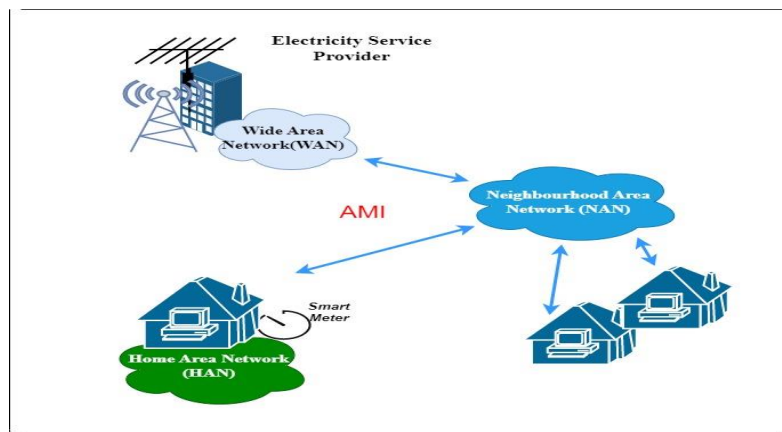 Electricity Service
Provider
Wide Area
Network(WAN)
Neighbourhood Area
Network (NAN)
AMI
Smart
Meter
Home Area Network
(HAN)